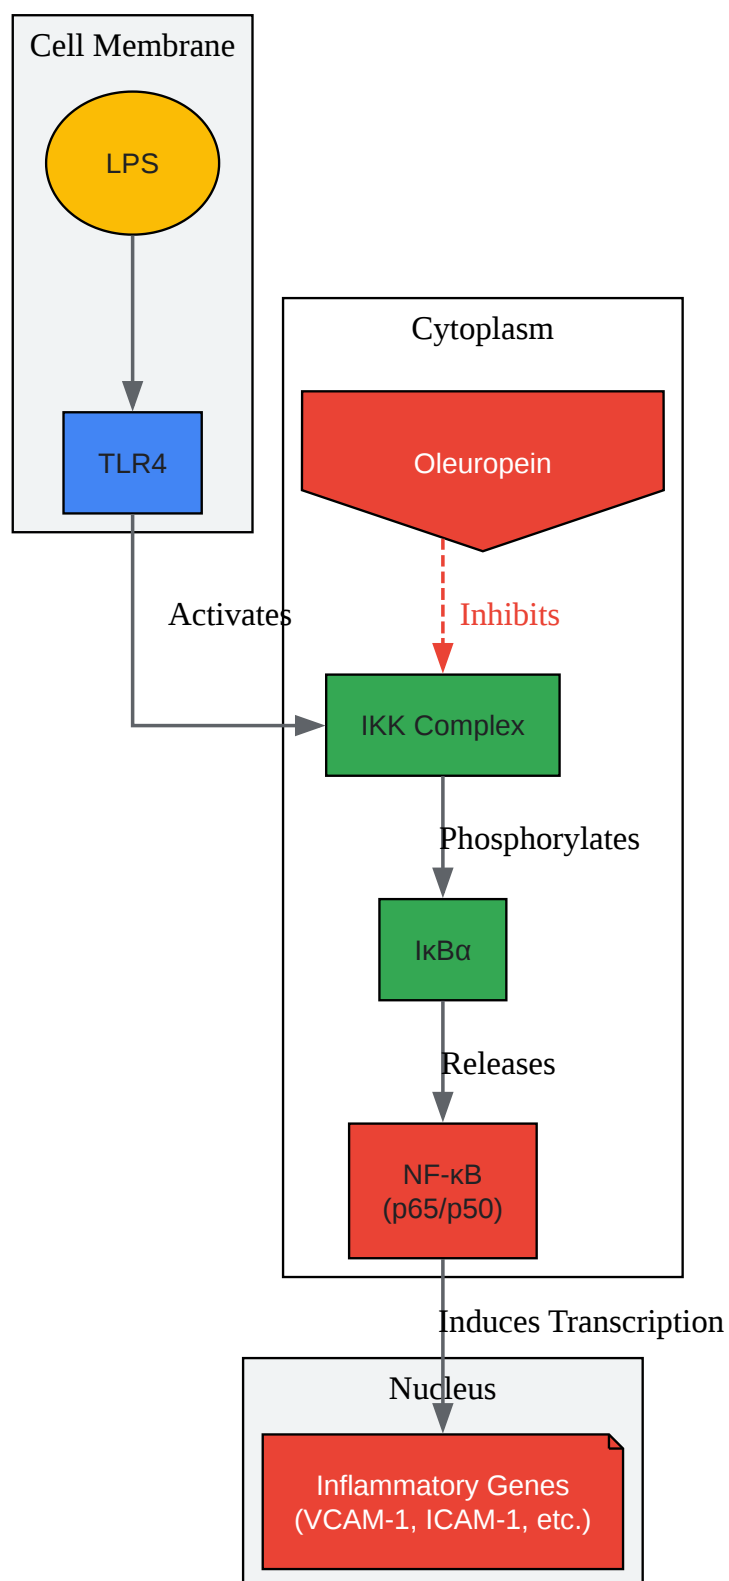 Cell Membrane
LPS
TLR4
Activates
Cytoplasm
Oleuropein
Inhibits
IKK Complex
Phosphorylates
IκBα
Releases
NF-κB
(p65/p50)
Induces Transcription
Nucleus
Inflammatory Genes
(VCAM-1, ICAM-1, etc.)